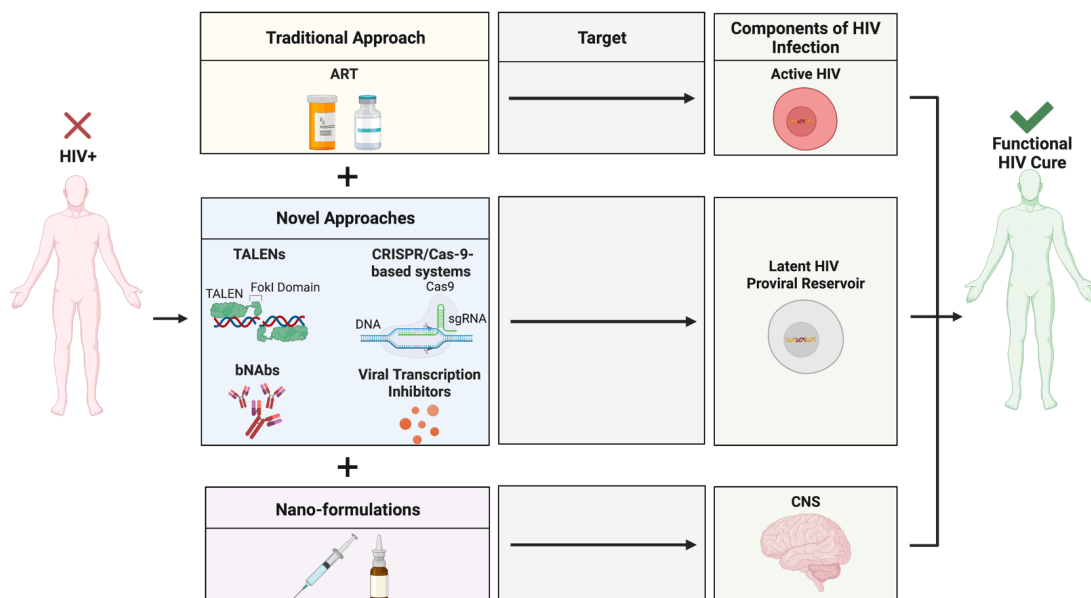 Traditional Approach
Target
Components of HIV
Infection
ART
Active HIV
HIV+
Functional
HIV Cure
+
Novel Approaches
TALENs
CRISPR/Cas-9-
based systems
TALEN
FokI Domain
Cas9
DNA
sgRNA
Latent HIV
Proviral Reservoir
bNAbs
Viral Transcription
Inhibitors
+
Nano-formulations
CNS